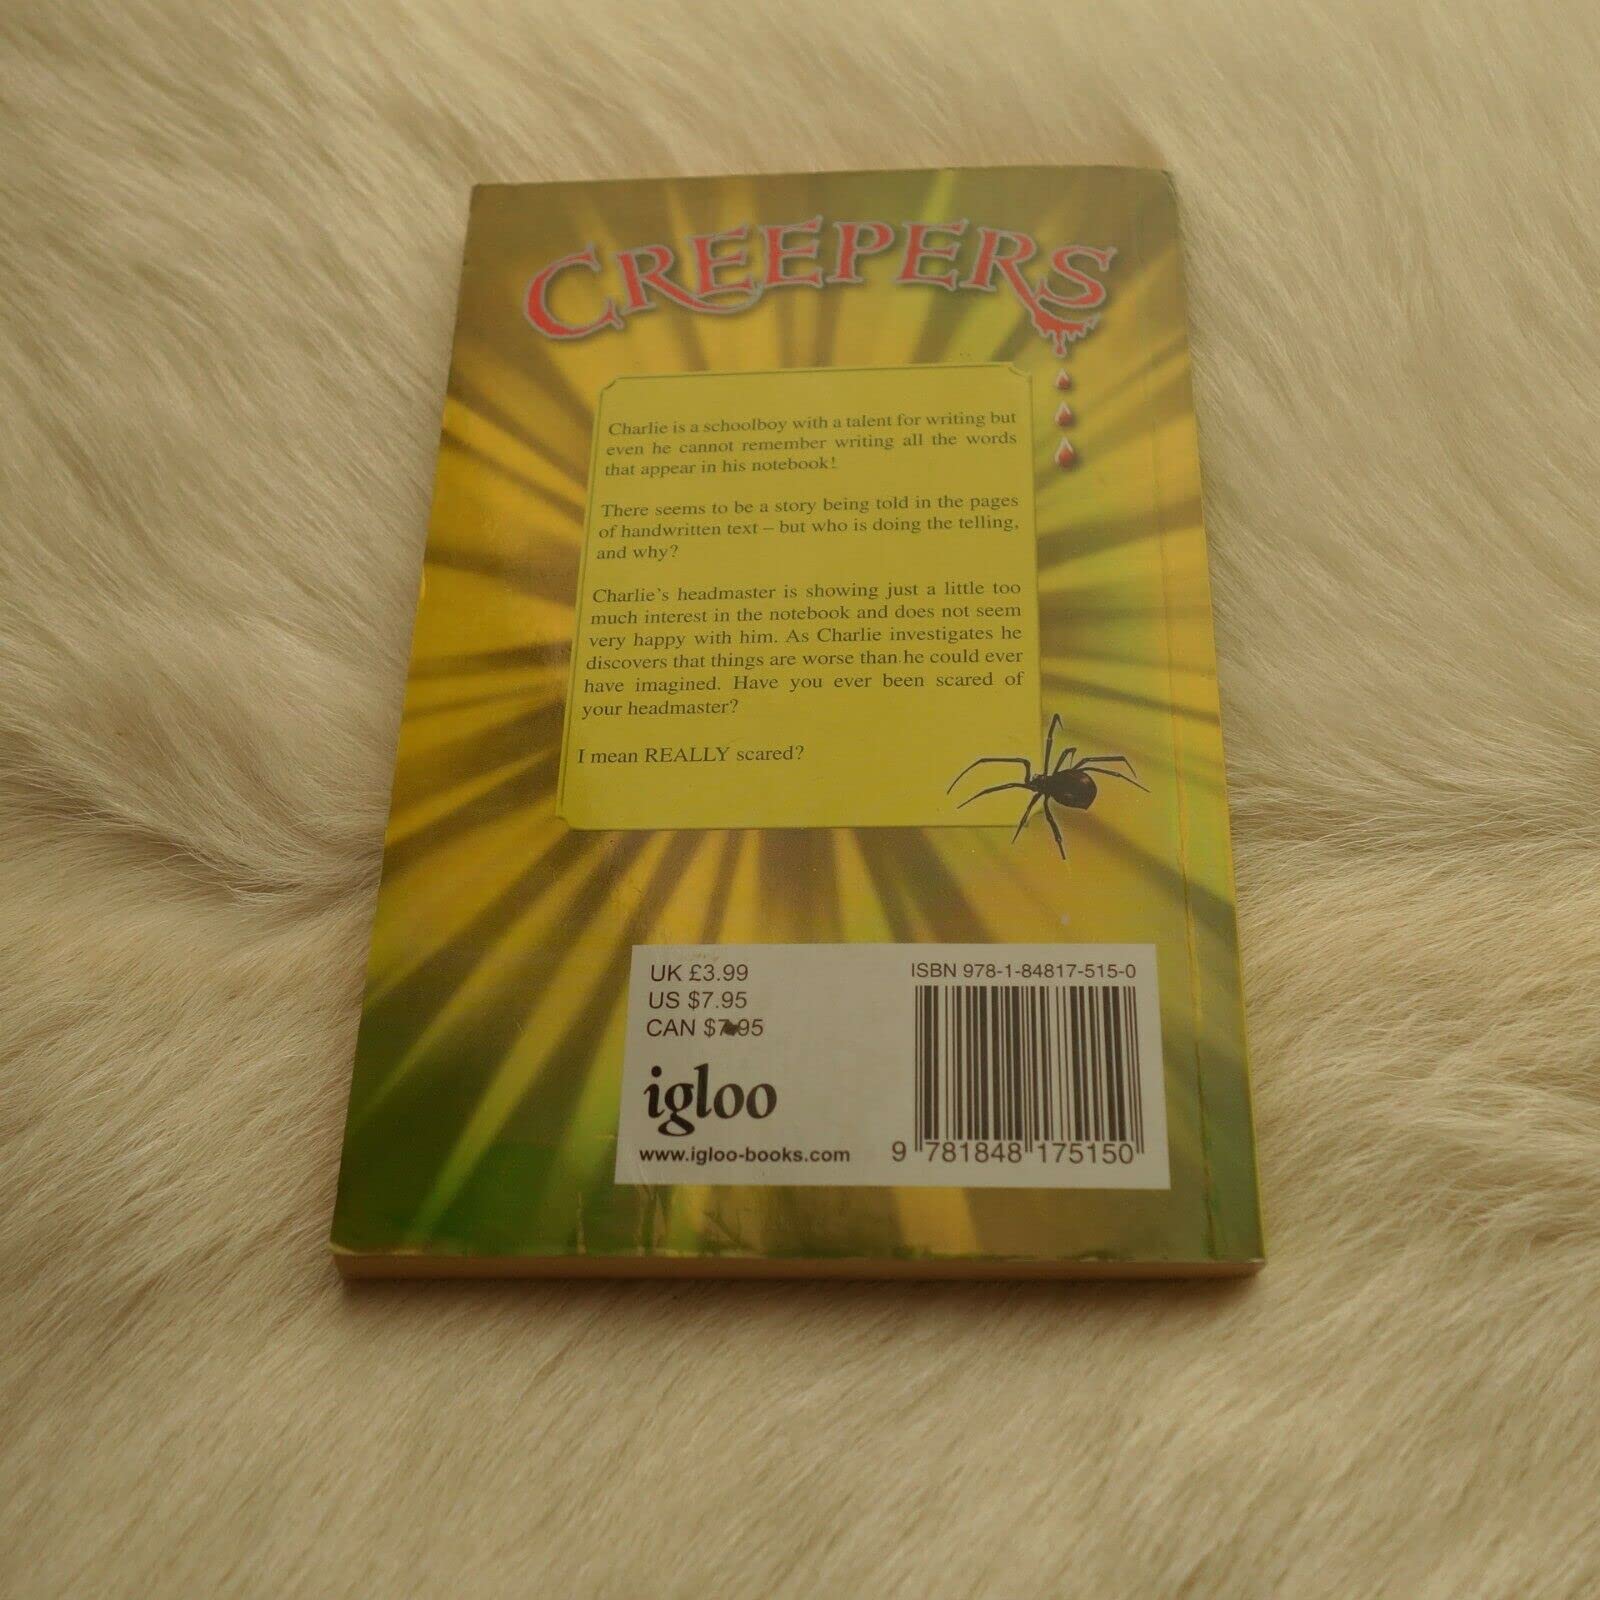 CREEPERS
Charlie is a schoolboy with a talent for writing but
even he cannot remember writing all the words
that appear in his notebook!
There seems to be a story being told in the pages
of handwritten text – but who is doing the telling,
and why?
Charlie's headmaster is showing just a little too
much interest in the notebook and does not seem
very happy with him. As Charlie investigates he
discovers that things are worse than he could ever
have imagined. Have you ever been scared of
your headmaster?
I mean REALLY scared?
UK £3.99
US $7.95
CAN $7.95
igloo
www.igloo-books.com
ISBN 978-1-84817-515-0
9 781848 175150